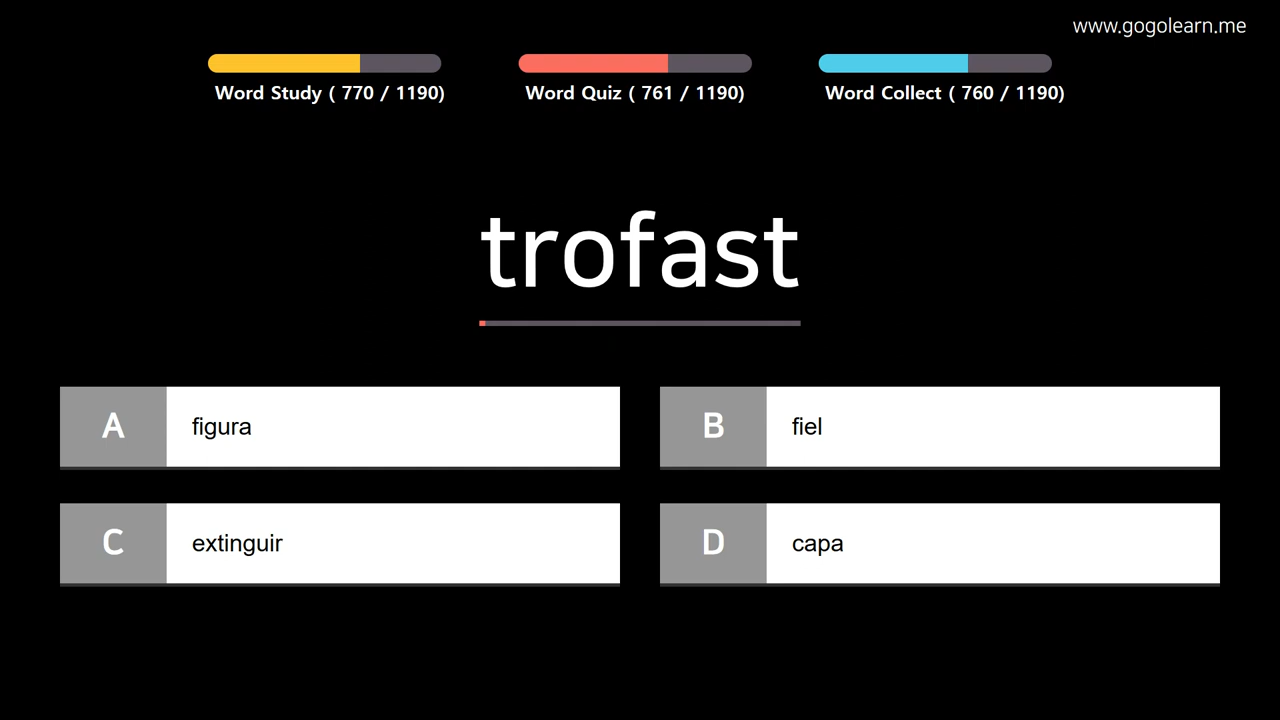 www.gogolearn.me
Word Study ( 770 / 1190)
Word Quiz ( 761 / 1190)
Word Collect ( 760 / 1190)
trofast
A figura
B fiel
C extinguir
D capa